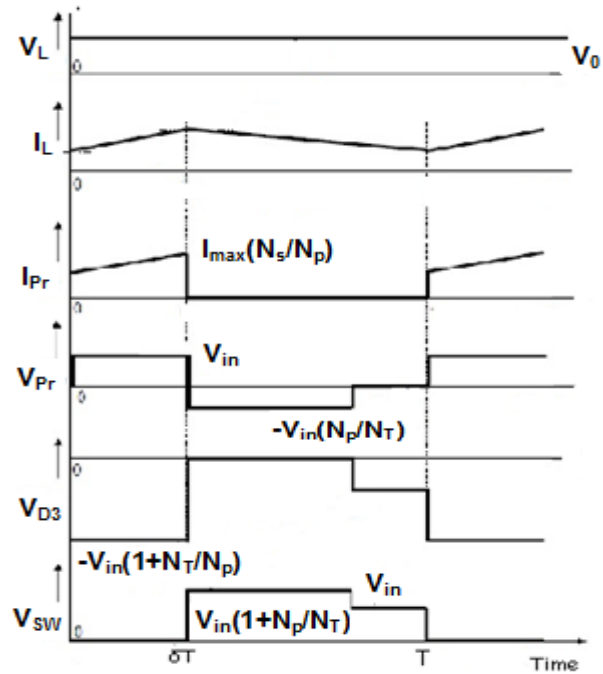 V_L
0
V_0
I_L
0
I_Pr
I_max(N_s/N_p)
0
V_Pr
V_in
0
-V_in(N_p/N_T)
0
V_D3
-V_in(1+N_T/N_p)
V_SW
V_in
V_in(1+N_p/N_T)
0
δT
T
Time